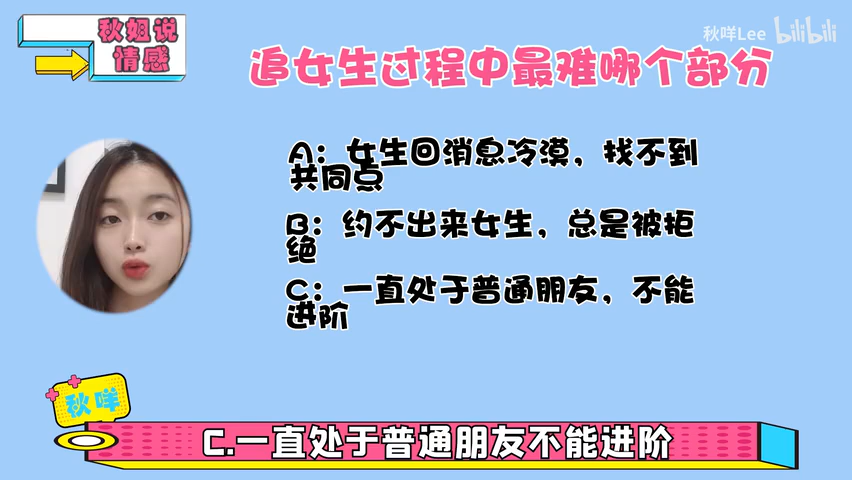 秋姐说
情感
秋咩Lee bilibili
追女生过程中最难哪个部分
A：女生回消息冷漠，找不到
共同点
B：约不出来女生，总是被拒
绝
C：一直处于普通朋友，不能
进阶
秋咩
C.一直处于普通朋友不能进阶